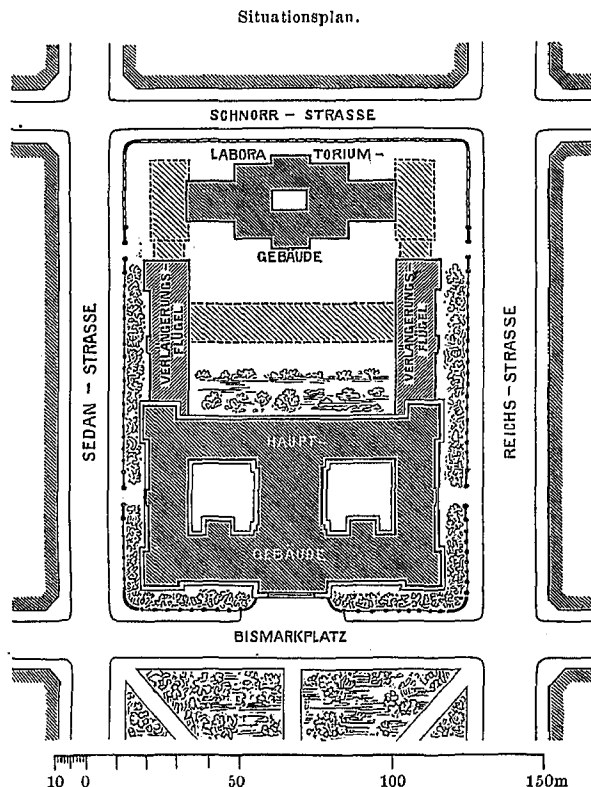 Situationsplan.
SCHNORR - STRASSE
LABORA TORIUM -
GEBÄUDE
VERLÄNGERUNGS=
FLÜGEL
VERLÄNGERUNGS=
FLÜGEL
SEDAN - STRASSE
REICHS - STRASSE
HAUPT-
GEBÄUDE
BISMARKPLATZ
10 0 50 100 150m